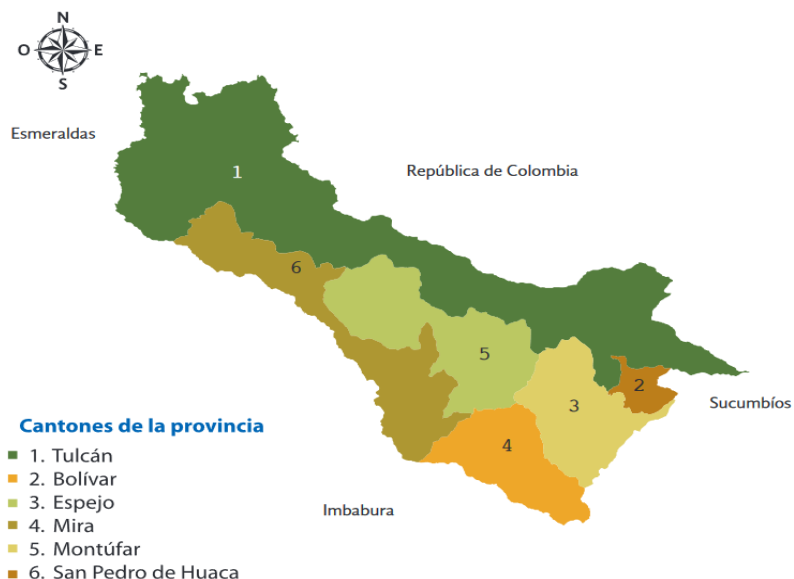 N
O E
S
Esmeraldas
República de Colombia
1
6
5
2
3
Sucumbíos
4
Imbabura
Cantones de la provincia
1. Tulcán
2. Bolívar
3. Espejo
4. Mira
5. Montúfar
6. San Pedro de Huaca